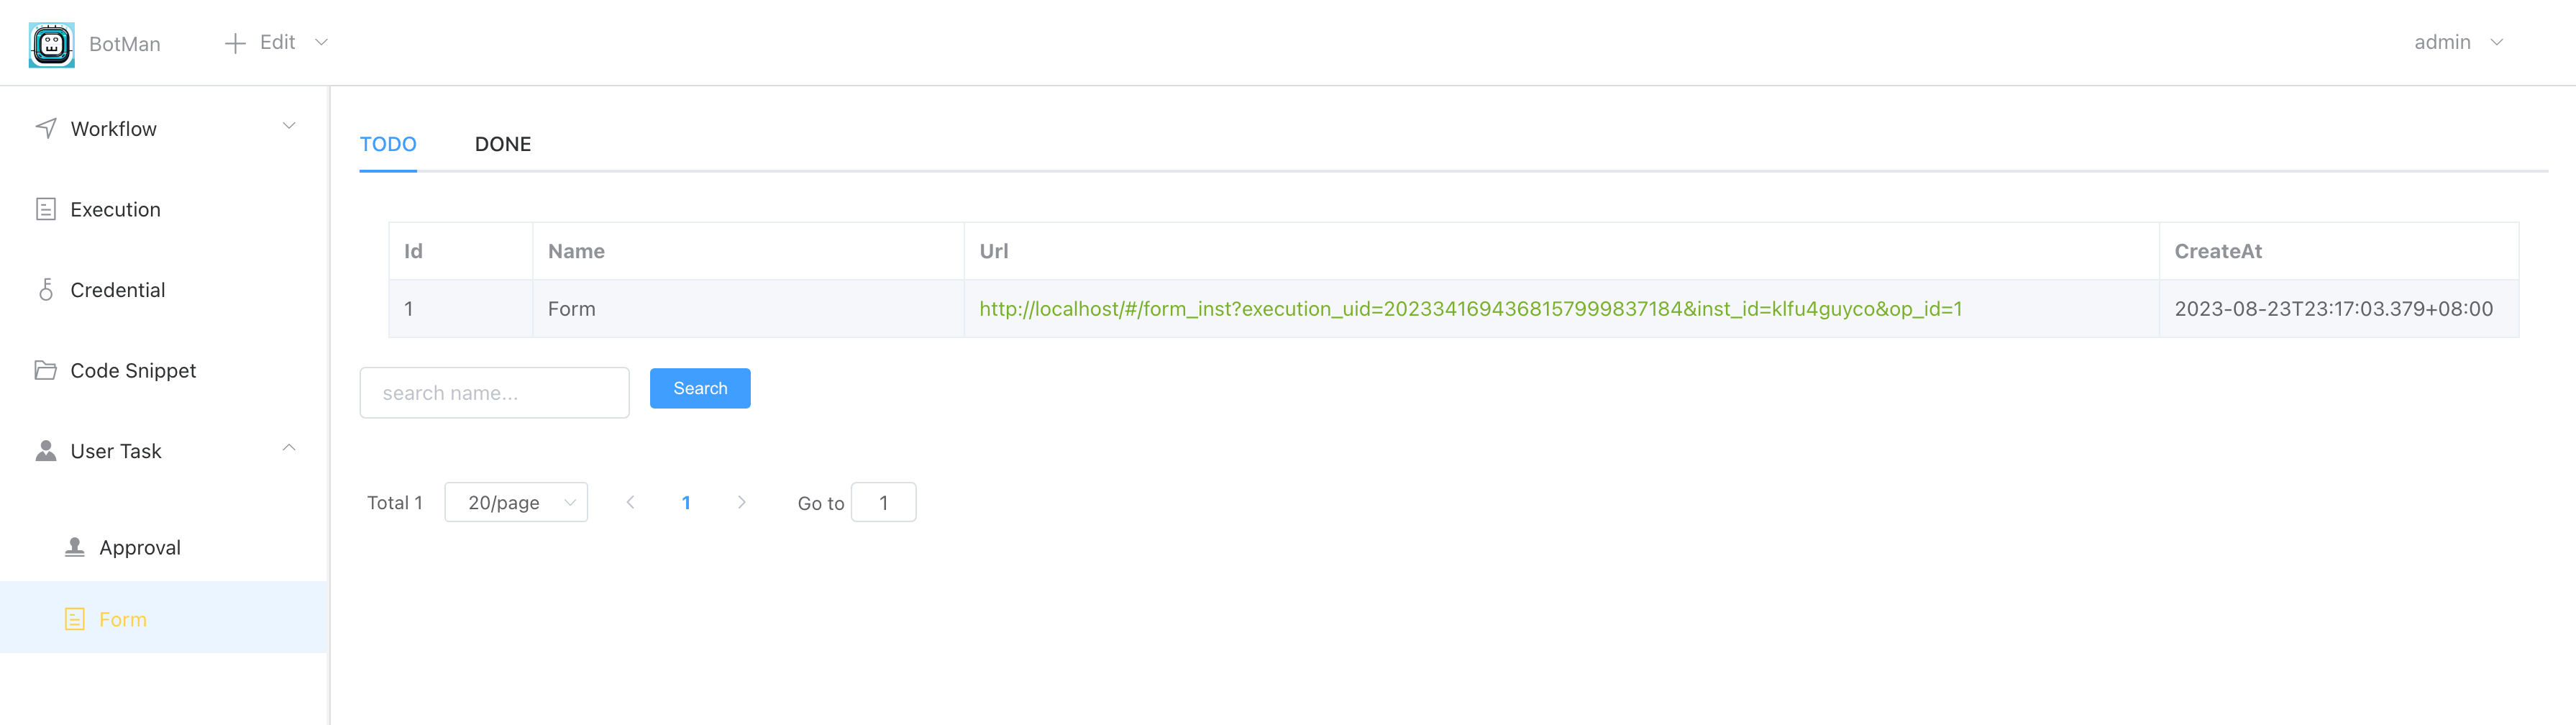 BotMan
Edit
admin
Workflow
Execution
Credential
Code Snippet
User Task
Approval
Form
TODO DONE
Id Name Url CreateAt
1 Form http://localhost/#/form_inst?execution_uid=2023341694368157999837184&inst_id=klfu4guyco&op_id=1 2023-08-23T23:17:03.379+08:00
search name... Search
Total 1 20/page 1 Go to 1